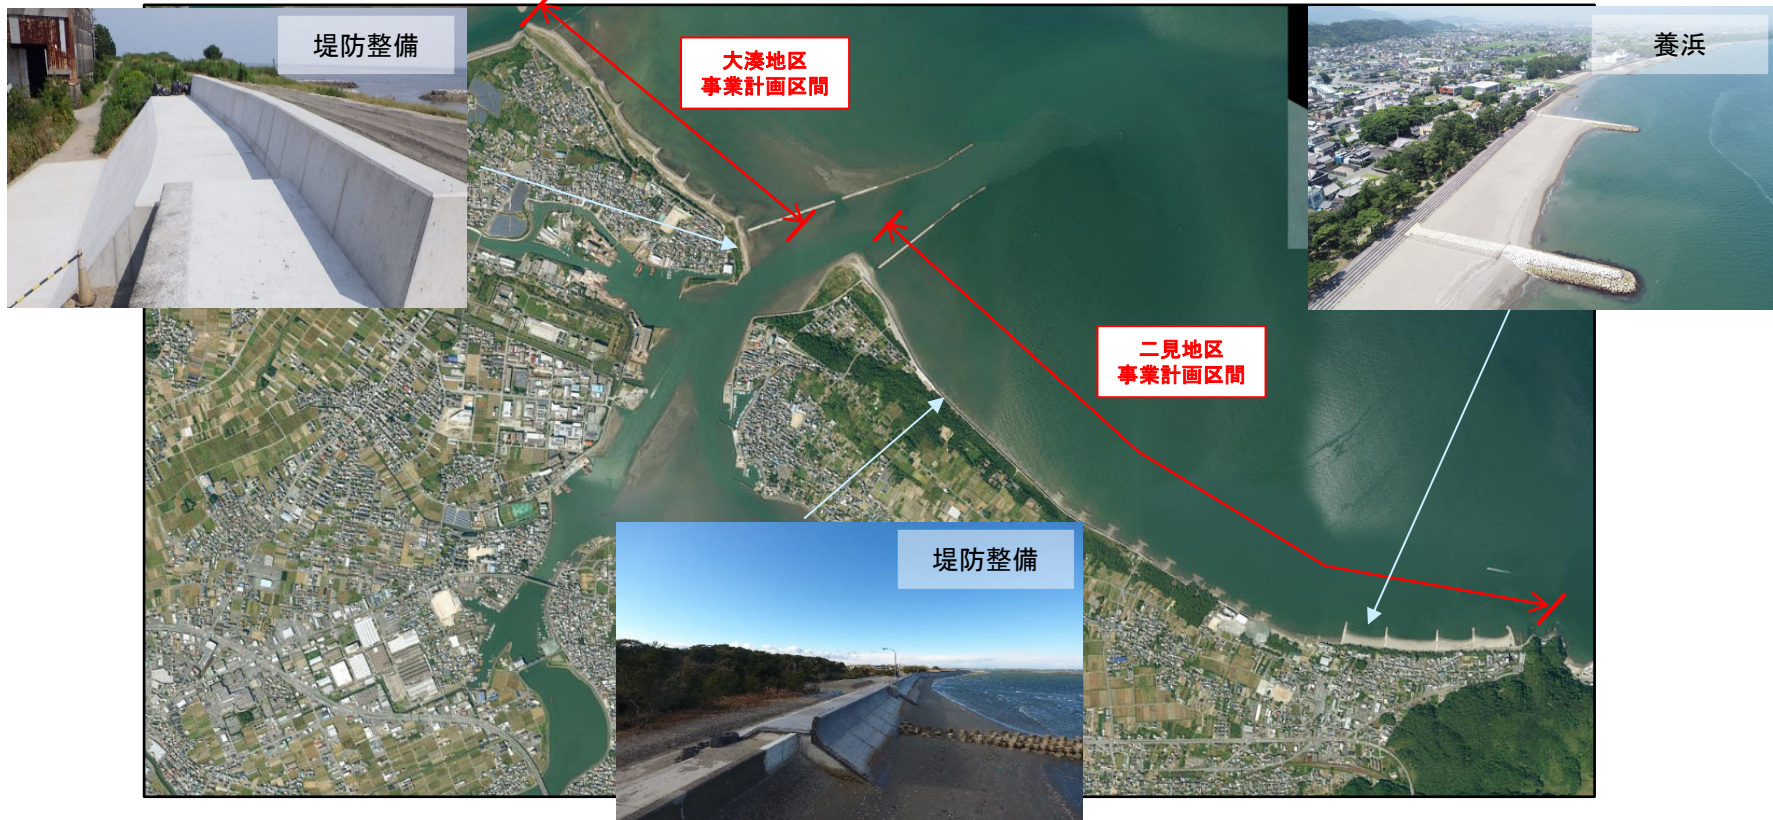 堤防整備
大湊地区
事業計画区間
養浜
二見地区
事業計画区間
堤防整備